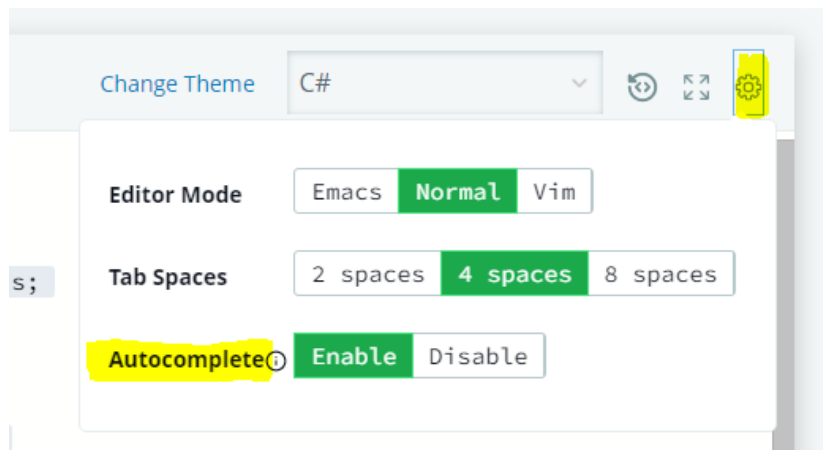 Change Theme C#
Editor Mode Emacs Normal Vim
s; Tab Spaces 2 spaces 4 spaces 8 spaces
Autocomplete Enable Disable